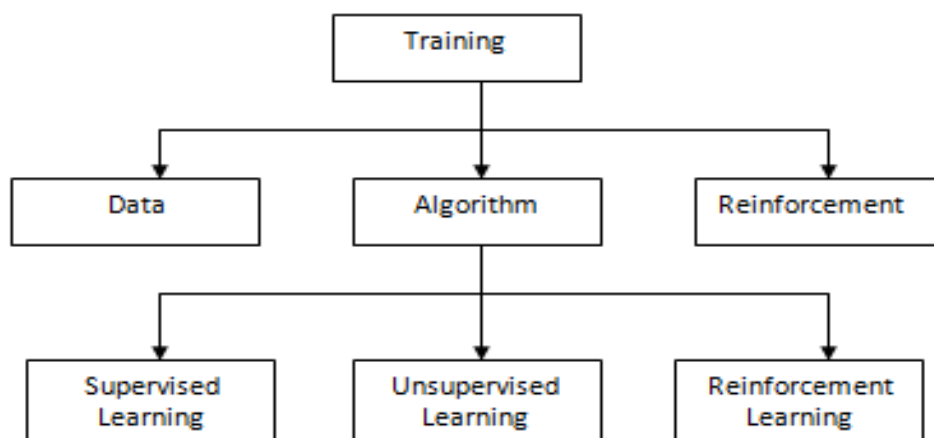 Training
Data
Algorithm
Reinforcement
Supervised
Learning
Unsupervised
Learning
Reinforcement
Learning